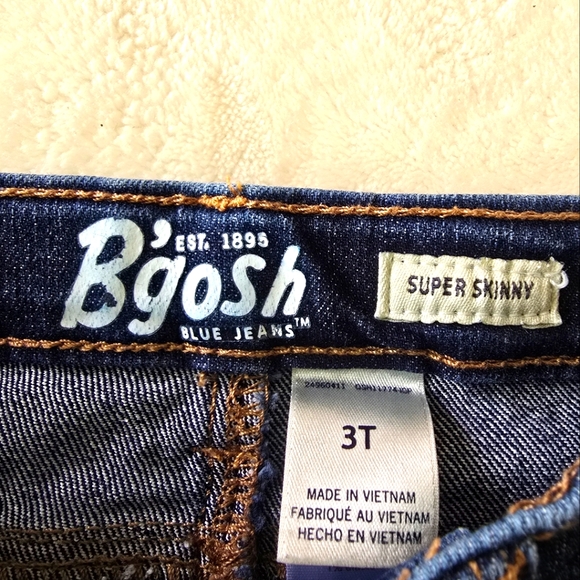 EST. 1895
B'gosh
BLUE JEANS™
SUPER SKINNY
3T
MADE IN VIETNAM
FABRIQUÉ AU VIETNAM
HECHO EN VIETNAM